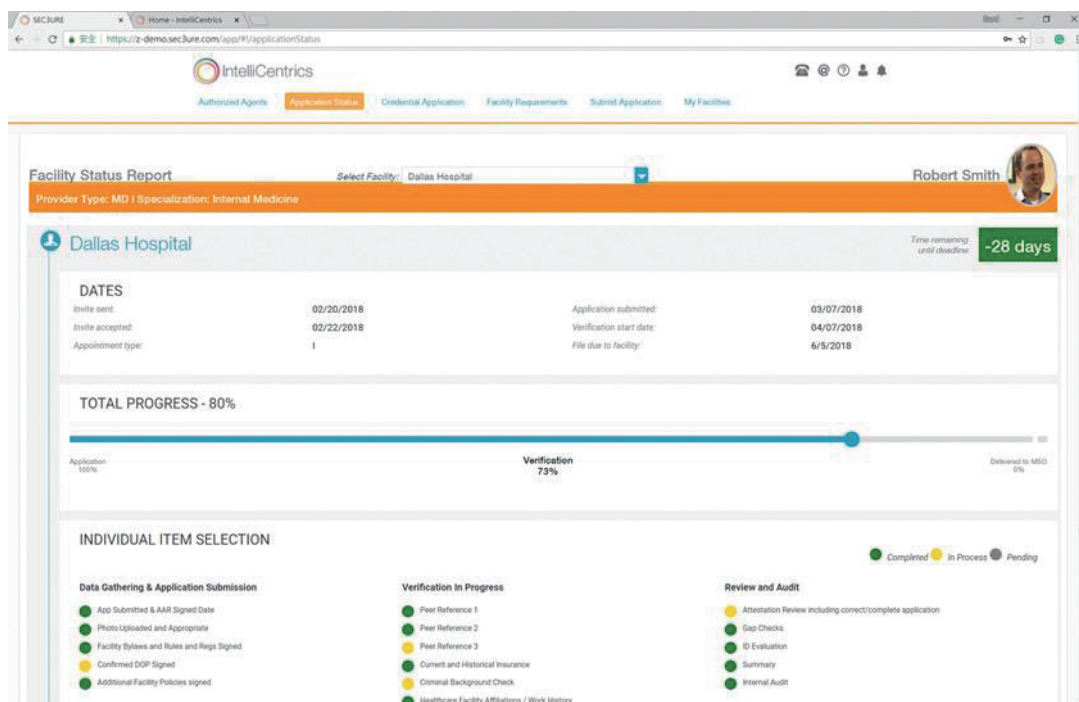 SEC3URE
Home - IntelliCentrics
安全 | https://z-demo.sec3ure.com/app/#!/applicationStatus
IntelliCentrics
Authorized Agents Application Status Credential Application Facility Requirements Submit Application My Facilities
Facility Status Report Select Facility: Dallas Hospital Robert Smith
Provider Type: MD | Specialization: Internal Medicine
Dallas Hospital Time remaining until deadline: -28 days
DATES
Invite sent: 02/20/2018 Application submitted: 03/07/2018
Invite accepted: 02/22/2018 Verification start date: 04/07/2018
Appointment type: I File due to facility: 6/5/2018
TOTAL PROGRESS - 80%
Application Verification Delivered to MSO
100% 73% 0%
INDIVIDUAL ITEM SELECTION
Completed In Process Pending
Data Gathering & Application Submission Verification In Progress Review and Audit
App Submitted & AAR Signed Date Peer Reference 1 Attestation Review including correct/complete application
Photo Uploaded and Appropriate Peer Reference 2 Gap Checks
Facility Bylaws and Rules and Regs Signed Peer Reference 3 ID Evaluation
Confirmed DOP Signed Current and Historical Insurance Summary
Additional Facility Policies signed Criminal Background Check Internal Audit
Healthcare Facility Affiliations / Work History